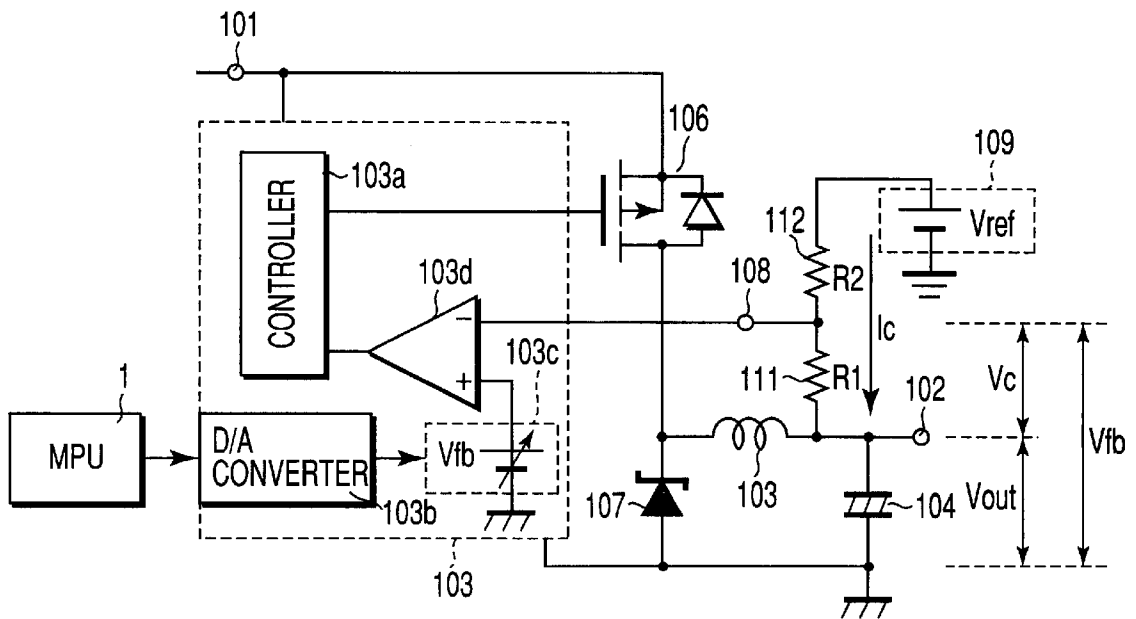 101
106
109
103a
CONTROLLER
112
Vref
R2
103d
108
−
Ic
103c
111
R1
Vc
1
+
102
MPU
D/A
CONVERTER
Vfb
Vfb
103b
107
103
104
Vout
103